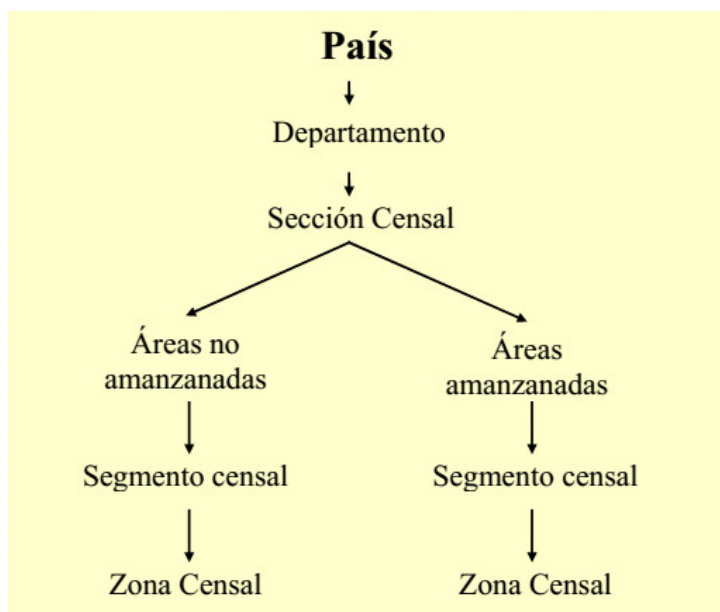 País
Departamento
Sección Censal
Áreas no
amanzanadas
Segmento censal
Zona Censal
Áreas
amanzanadas
Segmento censal
Zona Censal